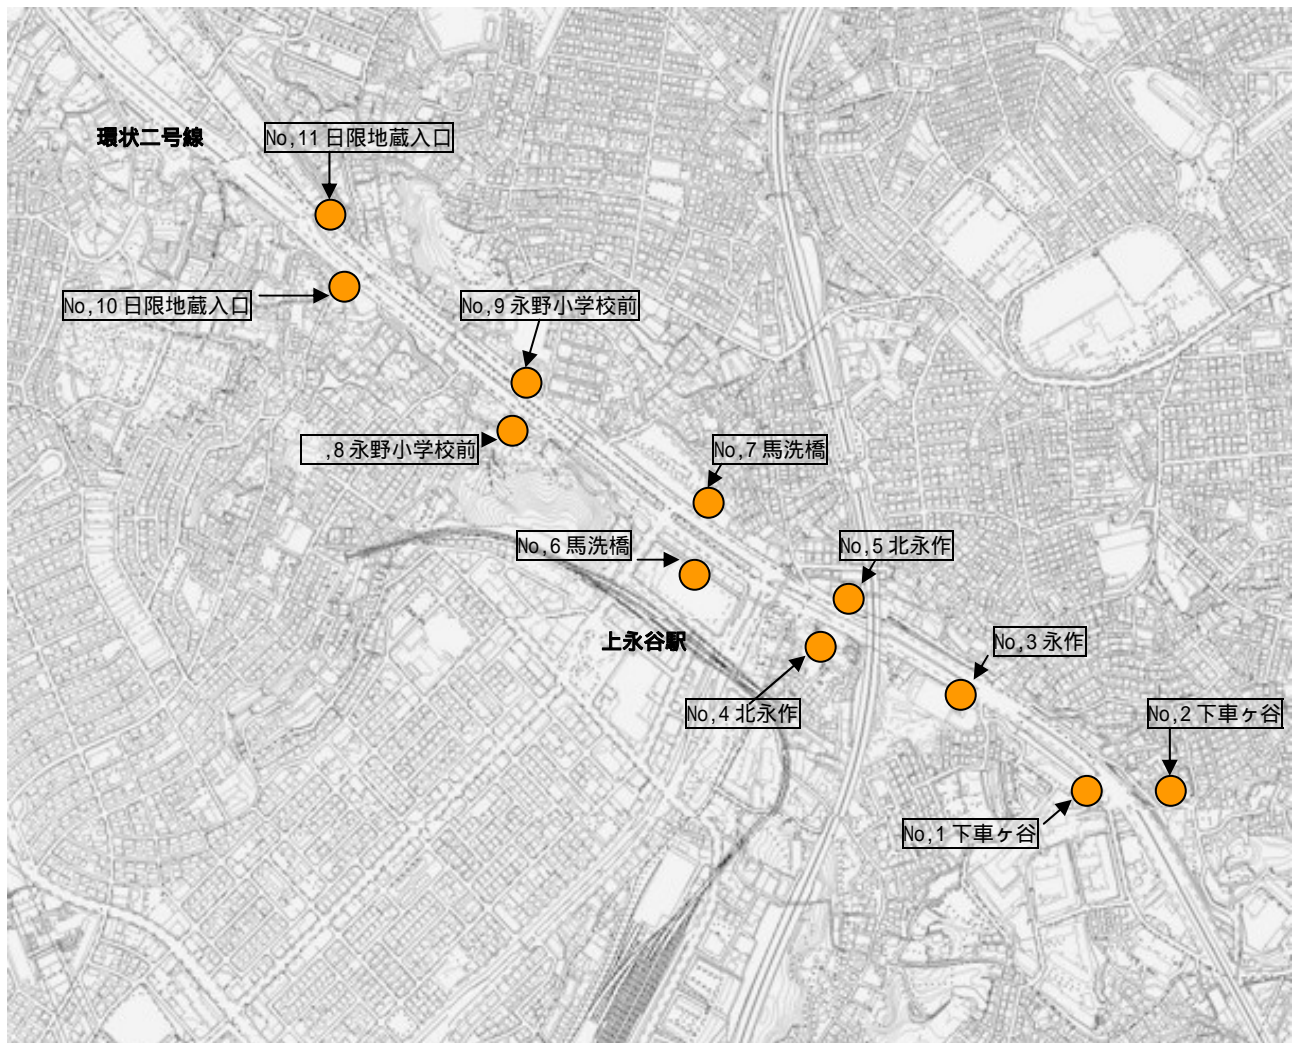 環状二号線
No,11 日限地蔵入口
No,10 日限地蔵入口
No,9 永野小学校前
,8 永野小学校前
No,7 馬洗橋
No,6 馬洗橋
No,5 北永作
上永谷駅
No,3 永作
No,4 北永作
No,2 下車ヶ谷
No,1 下車ヶ谷